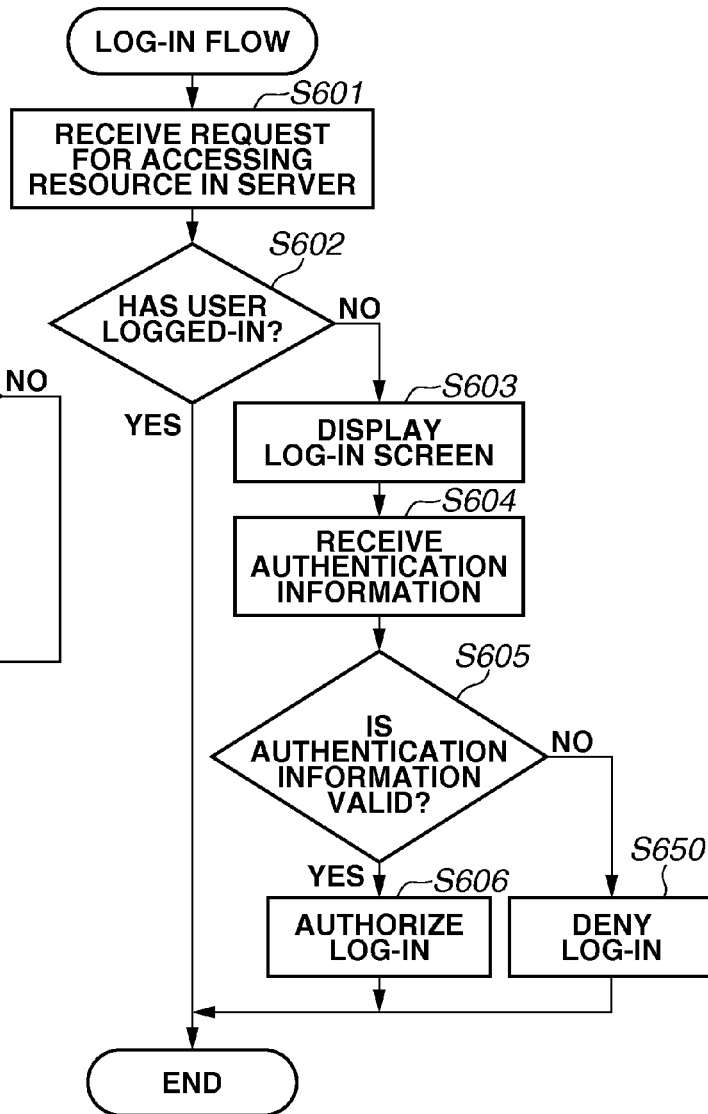 LOG-IN FLOW
S601
RECEIVE REQUEST
FOR ACCESSING
RESOURCE IN SERVER
S602
HAS USER
LOGGED-IN?
NO
NO
YES
S603
DISPLAY
LOG-IN SCREEN
S604
RECEIVE
AUTHENTICATION
INFORMATION
S605
IS
AUTHENTICATION
INFORMATION
VALID?
NO
YES
S606
AUTHORIZE
LOG-IN
S650
DENY
LOG-IN
END